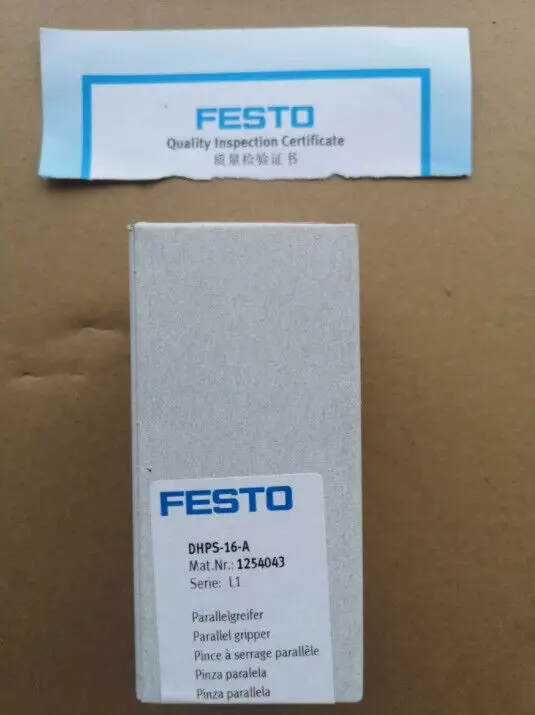 FESTO
Quality Inspection Certificate
质量检验证书
FESTO
DHPS-16-A
Mat.Nr.: 1254043
Serie: L1
Parallelgreifer
Parallel gripper
Pince à serrage parallèle
Pinza paralela
Pinza parallela